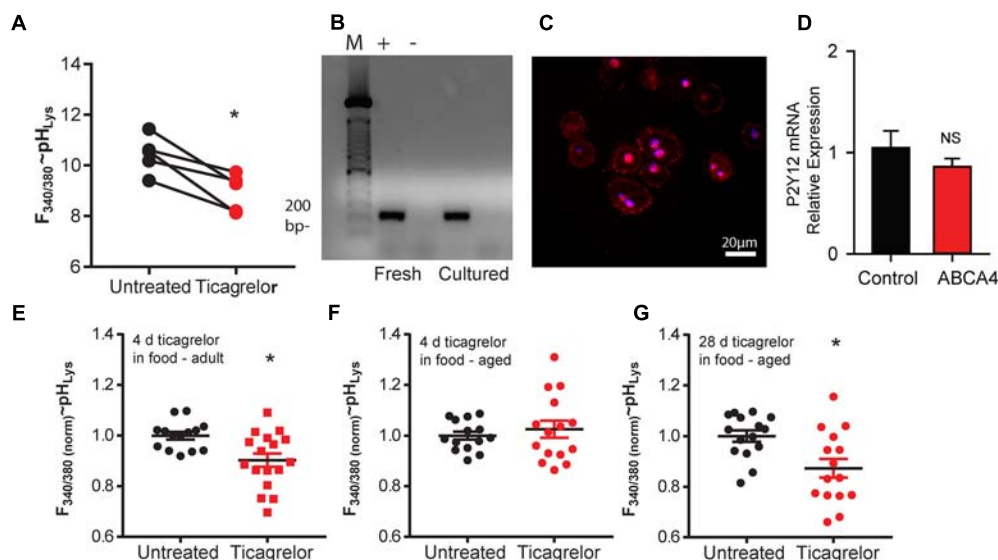 A
F340/380~pHLys
14
12
10
8
6
*
Untreated Ticagrelor
B
M + -
200
bp-
Fresh Cultured
C
20µm
D
P2Y12 mRNA
Relative Expression
2
1
0
NS
Control ABCA4
E
F340/380 (norm)~pHLys
1.4
1.2
1.0
0.8
0.6
4 d ticagrelor
in food - adult
*
Untreated Ticagrelor
F
F340/380 (norm)~pHLys
1.4
1.2
1.0
0.8
0.6
4 d ticagrelor
in food - aged
Untreated Ticagrelor
G
F340/380 (norm)~pHLys
1.4
1.2
1.0
0.8
0.6
28 d ticagrelor
in food - aged
*
Untreated Ticagrelor